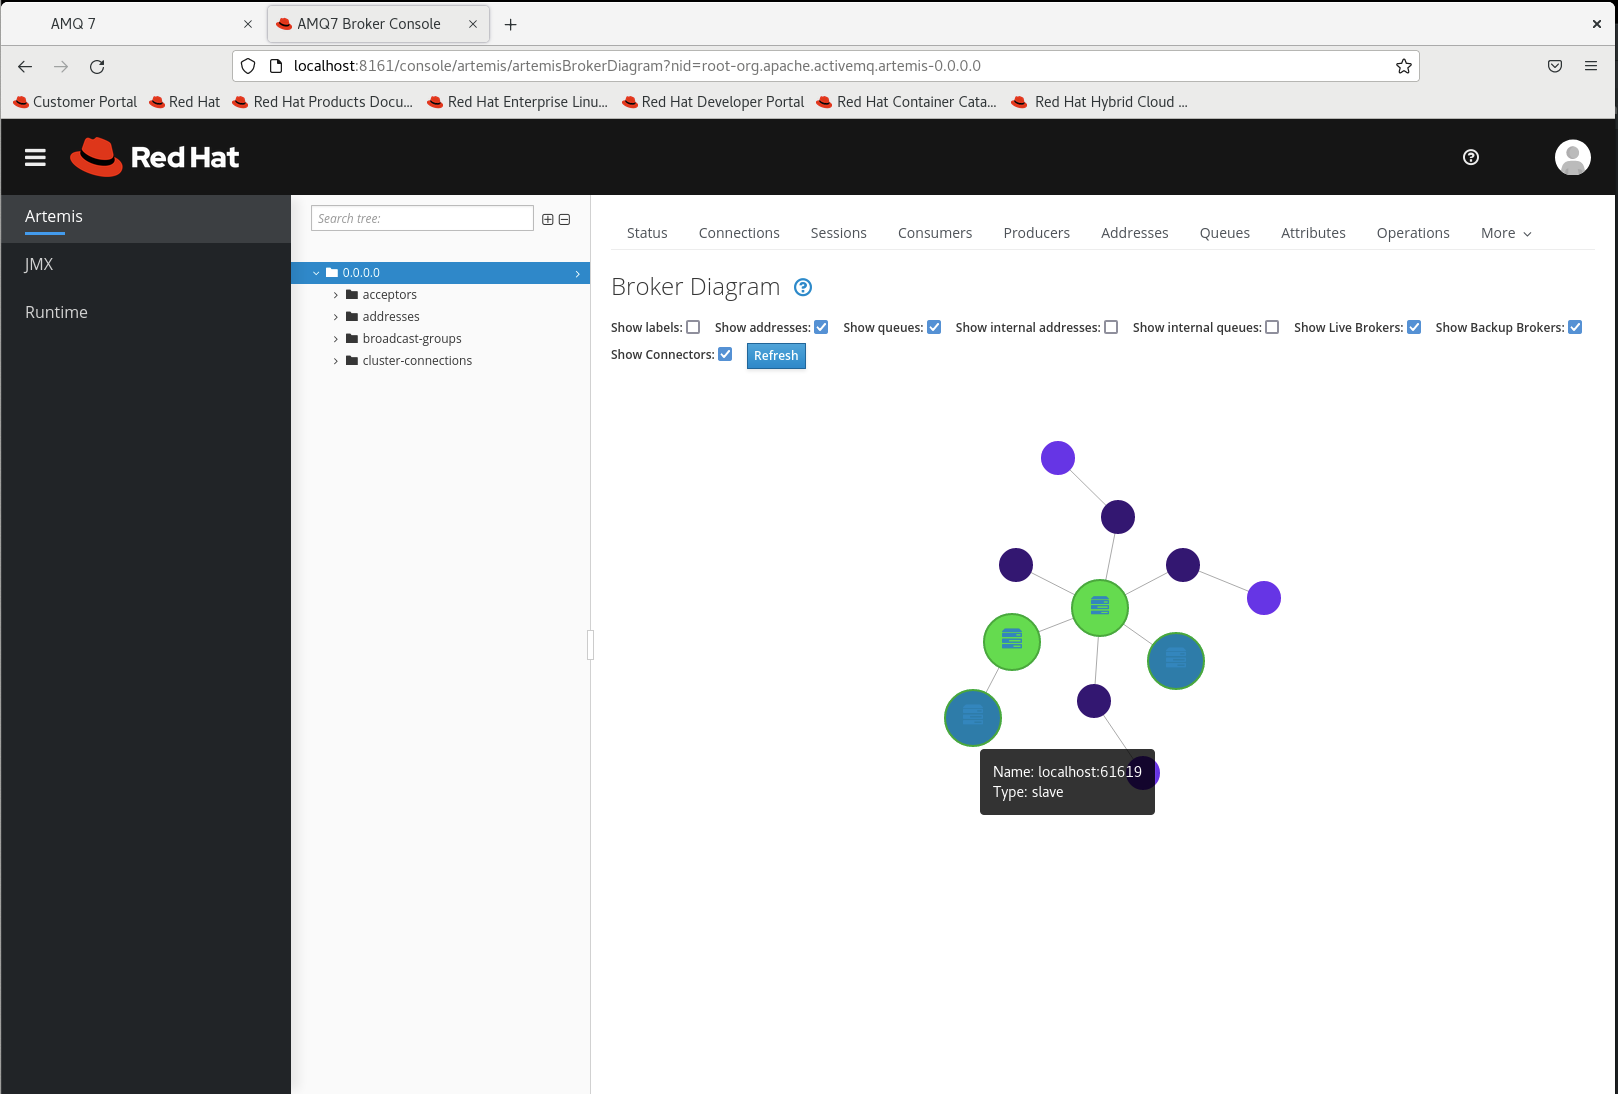 AMQ 7
AMQ7 Broker Console
localhost:8161/console/artemis/artemisBrokerDiagram?nid=root-org.apache.activemq.artemis-0.0.0.0
Customer Portal Red Hat Red Hat Products Docu... Red Hat Enterprise Linu... Red Hat Developer Portal Red Hat Container Cata... Red Hat Hybrid Cloud ...
Red Hat
Artemis
JMX
Runtime
Search tree:
0.0.0.0
acceptors
addresses
broadcast-groups
cluster-connections
Status Connections Sessions Consumers Producers Addresses Queues Attributes Operations More
Broker Diagram
Show labels: Show addresses: Show queues: Show internal addresses: Show internal queues: Show Live Brokers: Show Backup Brokers:
Show Connectors: Refresh
Name: localhost:61619
Type: slave